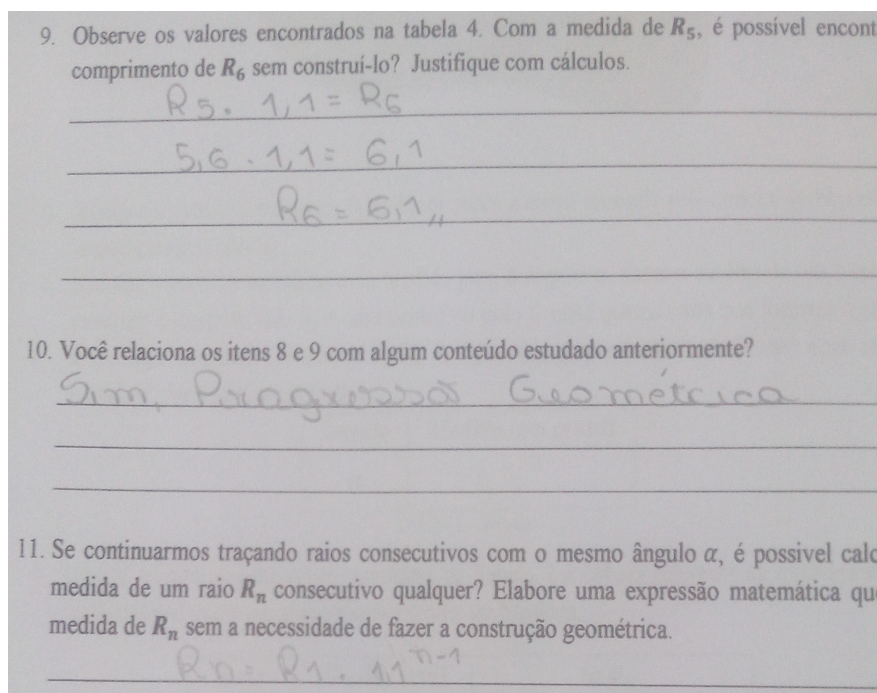 9. Observe os valores encontrados na tabela 4. Com a medida de R₅, é possível encont
comprimento de R₆ sem construí-lo? Justifique com cálculos.
R5. 1,1 = R6
5,6 . 1,1 = 6,1
R6 = 6,1,,
10. Você relaciona os itens 8 e 9 com algum conteúdo estudado anteriormente?
Sim, Progressão Geométrica
11. Se continuarmos traçando raios consecutivos com o mesmo ângulo α, é possivel calc
medida de um raio Rₙ consecutivo qualquer? Elabore uma expressão matemática qu
medida de Rₙ sem a necessidade de fazer a construção geométrica.
Rn = R1 . 1,1ⁿ⁻¹